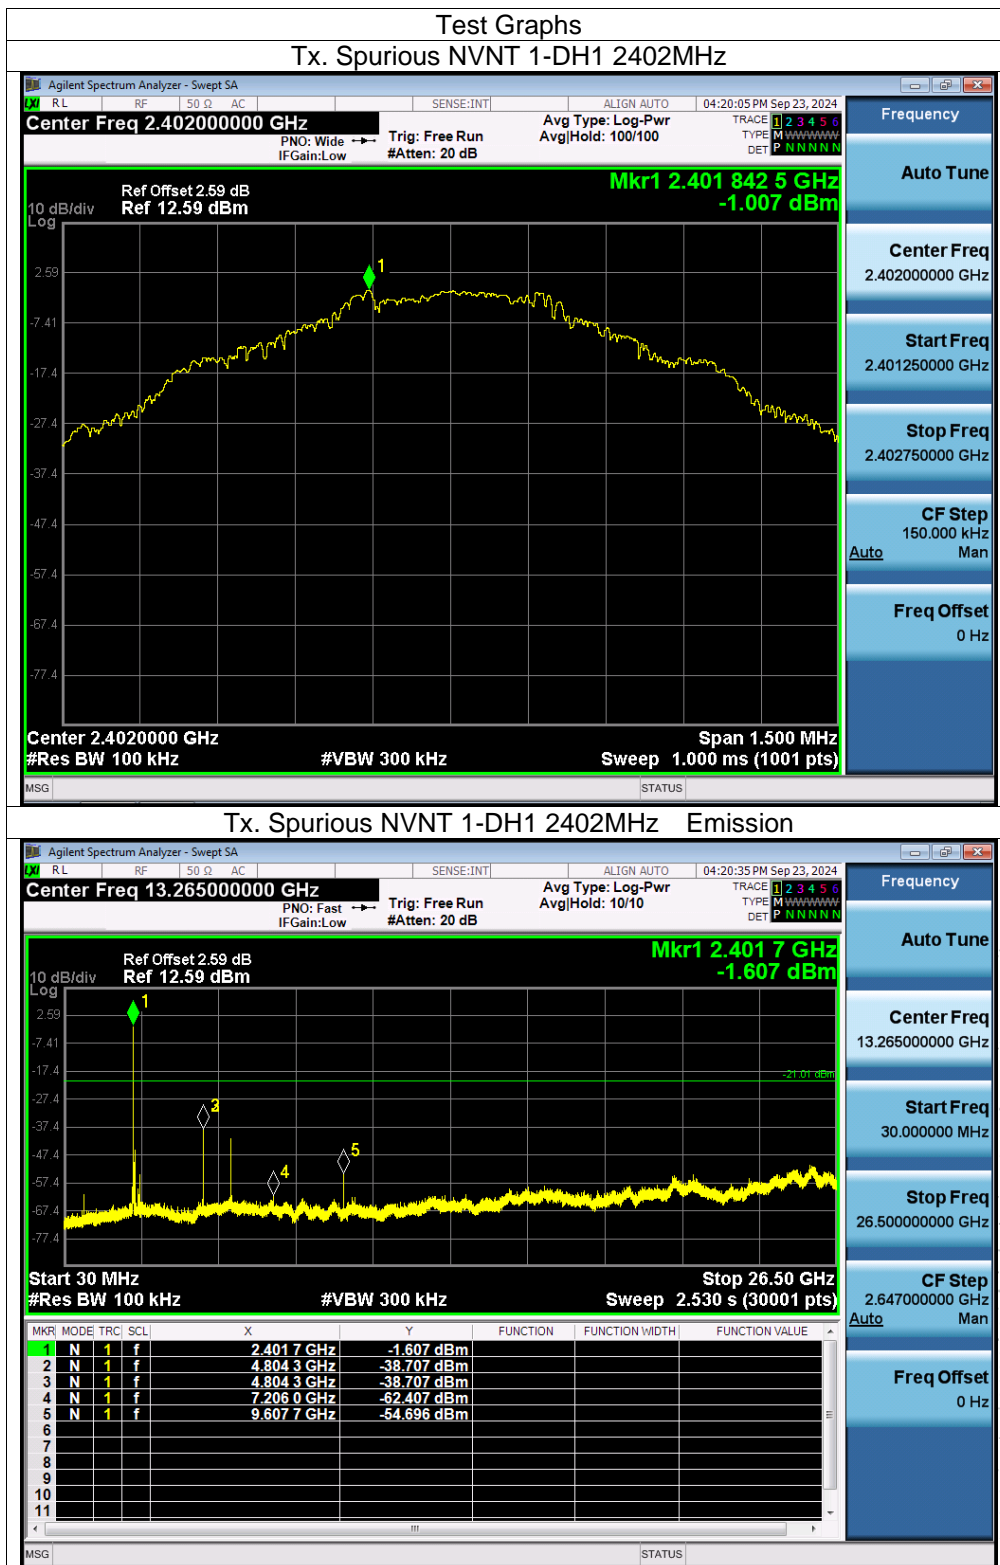 Test Graphs
Tx. Spurious NVNT 1-DH1 2402MHz
Agilent Spectrum Analyzer - Swept SA
LXI RL RF 50 Ω AC SENSE:INT ALIGN AUTO 04:20:05 PM Sep 23, 2024
Center Freq 2.402000000 GHz
PNO: Wide
IFGain:Low
Trig: Free Run
#Atten: 20 dB
Avg Type: Log-Pwr
Avg|Hold: 100/100
TRACE 1 2 3 4 5 6
TYPE M WWWWW
DET P N N N N N
Mkr1 2.401 842 5 GHz
-1.007 dBm
Ref Offset 2.59 dB
10 dB/div Ref 12.59 dBm
Log
1
2.59
-7.41
-17.4
-27.4
-37.4
-47.4
-57.4
-67.4
-77.4
Center 2.4020000 GHz Span 1.500 MHz
#Res BW 100 kHz #VBW 300 kHz Sweep 1.000 ms (1001 pts)
MSG STATUS
Frequency
Auto Tune
Center Freq
2.402000000 GHz
Start Freq
2.401250000 GHz
Stop Freq
2.402750000 GHz
CF Step
150.000 kHz
Auto Man
Freq Offset
0 Hz
Tx. Spurious NVNT 1-DH1 2402MHz Emission
Agilent Spectrum Analyzer - Swept SA
LXI RL RF 50 Ω AC SENSE:INT ALIGN AUTO 04:20:35 PM Sep 23, 2024
Center Freq 13.265000000 GHz
PNO: Fast
IFGain:Low
Trig: Free Run
#Atten: 20 dB
Avg Type: Log-Pwr
Avg|Hold: 10/10
TRACE 1 2 3 4 5 6
TYPE M WWWWW
DET P N N N N N
Mkr1 2.401 7 GHz
-1.607 dBm
Ref Offset 2.59 dB
10 dB/div Ref 12.59 dBm
Log
1
2.59
-7.41
-17.4
-21.01 dBm
-27.4
-37.4
-47.4
-57.4
-67.4
-77.4
4
5
Start 30 MHz Stop 26.50 GHz
#Res BW 100 kHz #VBW 300 kHz Sweep 2.530 s (30001 pts)
MKR MODE TRC SCL X Y FUNCTION FUNCTION WIDTH FUNCTION VALUE
1 N 1 f 2.401 7 GHz -1.607 dBm
2 N 1 f 4.804 3 GHz -38.707 dBm
3 N 1 f 4.804 3 GHz -38.707 dBm
4 N 1 f 7.206 0 GHz -62.407 dBm
5 N 1 f 9.607 7 GHz -54.696 dBm
6
7
8
9
10
11
MSG STATUS
Frequency
Auto Tune
Center Freq
13.265000000 GHz
Start Freq
30.000000 MHz
Stop Freq
26.500000000 GHz
CF Step
2.647000000 GHz
Auto Man
Freq Offset
0 Hz